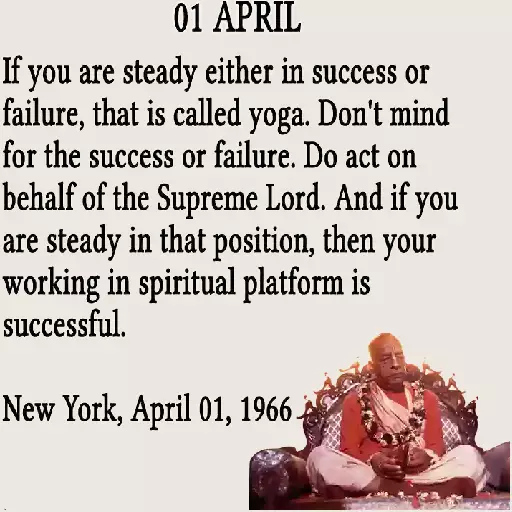 01 APRIL
If you are steady either in success or
failure, that is called yoga. Don't mind
for the success or failure. Do act on
behalf of the Supreme Lord. And if you
are steady in that position, then your
working in spiritual platform is
successful.
New York, April 01, 1966